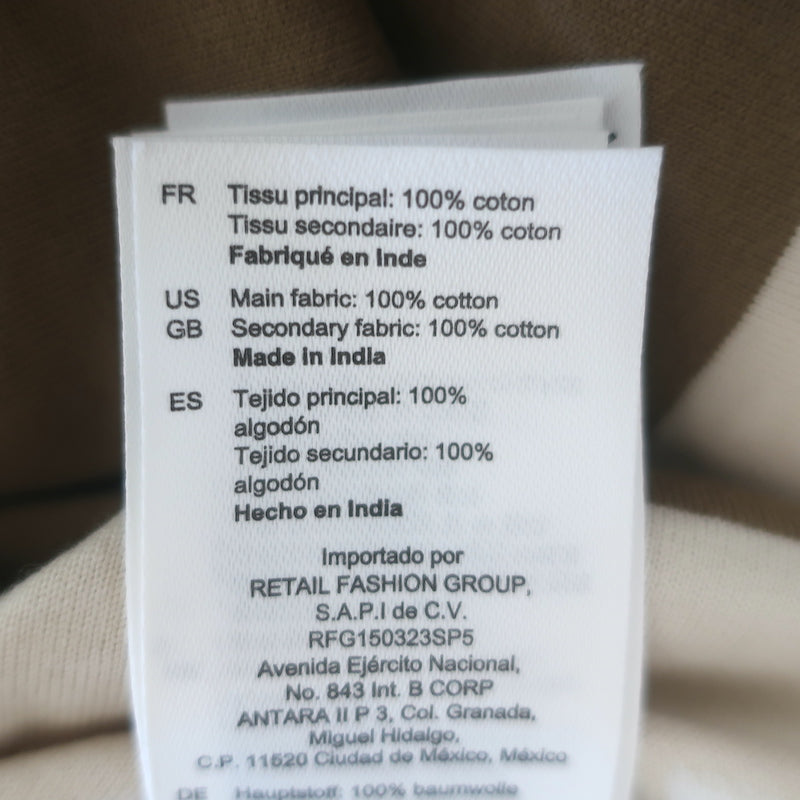 FR Tissu principal: 100% coton
Tissu secondaire: 100% coton
Fabriqué en Inde
US Main fabric: 100% cotton
GB Secondary fabric: 100% cotton
Made in India
ES Tejido principal: 100%
algodón
Tejido secundario: 100%
algodón
Hecho en India
Importado por
RETAIL FASHION GROUP,
S.A.P.I de C.V.
RFG150323SP5
Avenida Ejército Nacional,
No. 843 Int. B CORP
ANTARA II P 3, Col. Granada,
Miguel Hidalgo,
C.P. 11520 Ciudad de México, México
DE Hauptstoff: 100% baumwolle